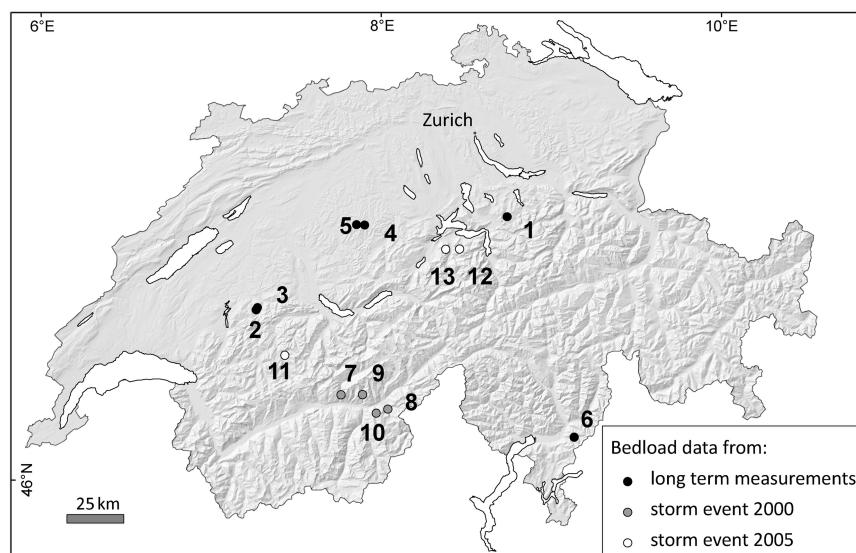 6°E
8°E
10°E
Zurich
5
4
1
13
12
3
2
11
7
9
8
10
6
46°N
25 km
Bedload data from:
long term measurements
storm event 2000
storm event 2005